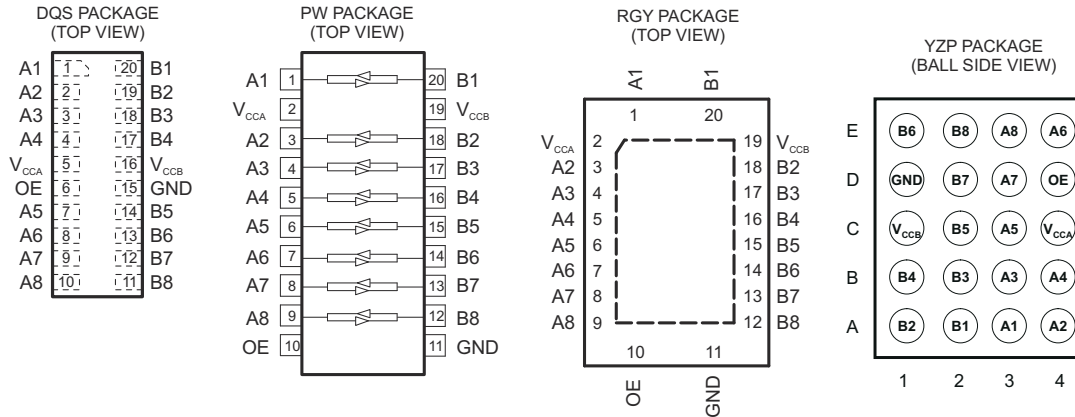 DQS PACKAGE
(TOP VIEW)
A1 1 20 B1
A2 2 19 B2
A3 3 18 B3
A4 4 17 B4
VCCA 5 16 VCCB
OE 6 15 GND
A5 7 14 B5
A6 8 13 B6
A7 9 12 B7
A8 10 11 B8
PW PACKAGE
(TOP VIEW)
A1 1 20 B1
VCCA 2 19 VCCB
A2 3 18 B2
A3 4 17 B3
A4 5 16 B4
A5 6 15 B5
A6 7 14 B6
A7 8 13 B7
A8 9 12 B8
OE 10 11 GND
RGY PACKAGE
(TOP VIEW)
A1 B1
1 20
VCCA 2 19 VCCB
A2 3 18 B2
A3 4 17 B3
A4 5 16 B4
A5 6 15 B5
A6 7 14 B6
A7 8 13 B7
A8 9 12 B8
10 11
OE GND
YZP PACKAGE
(BALL SIDE VIEW)
E B6 B8 A8 A6
D GND B7 A7 OE
C VCCB B5 A5 VCCA
B B4 B3 A3 A4
A B2 B1 A1 A2
1 2 3 4